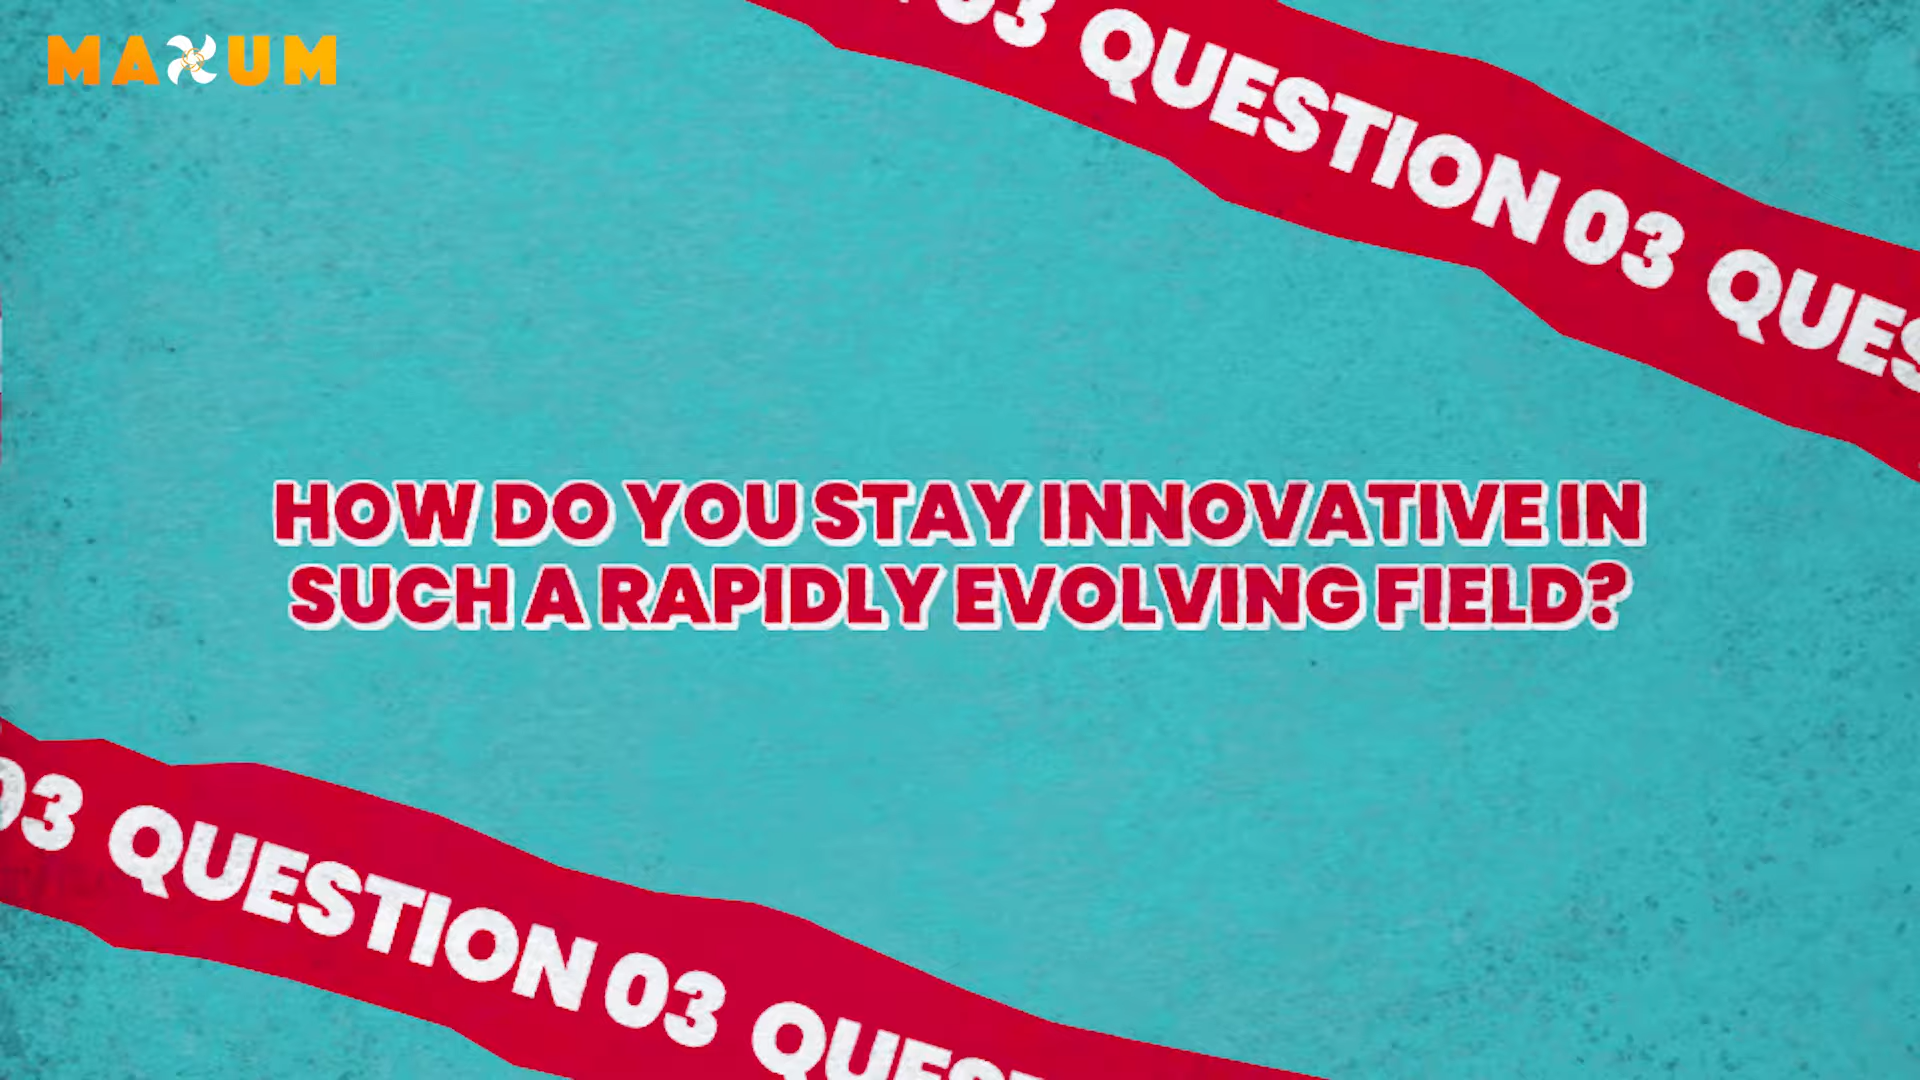 MAXUM
03 QUESTION 03 QUES
HOW DO YOU STAY INNOVATIVE IN
SUCH A RAPIDLY EVOLVING FIELD?
03 QUESTION 03 QUES